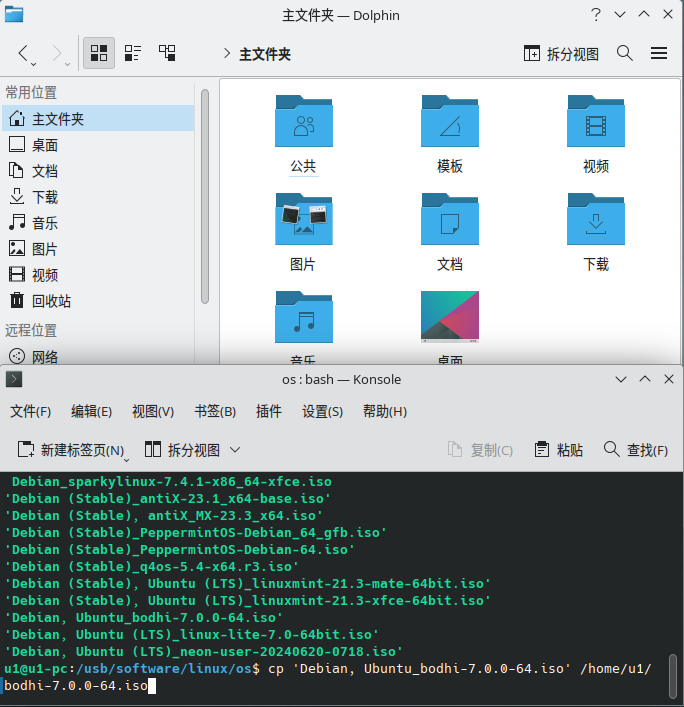 主文件夹 — Dolphin
主文件夹
拆分视图
常用位置
主文件夹
桌面
文档
下载
音乐
图片
视频
回收站
远程位置
网络
公共
模板
视频
图片
文档
下载
音乐
桌面
os : bash — Konsole
文件(F) 编辑(E) 视图(V) 书签(B) 插件 设置(S) 帮助(H)
新建标签页(N) 拆分视图 复制(C) 粘贴 查找(F)
Debian_sparkylinux-7.4.1-x86_64-xfce.iso
'Debian (Stable)_antiX-23.1_x64-base.iso'
'Debian (Stable), antiX_MX-23.3_x64.iso'
'Debian (Stable)_PeppermintOS-Debian_64_gfb.iso'
'Debian (Stable)_PeppermintOS-Debian-64.iso'
'Debian (Stable)_q4os-5.4-x64.r3.iso'
'Debian (Stable), Ubuntu (LTS)_linuxmint-21.3-mate-64bit.iso'
'Debian (Stable), Ubuntu (LTS)_linuxmint-21.3-xfce-64bit.iso'
'Debian, Ubuntu_bodhi-7.0.0-64.iso'
'Debian, Ubuntu (LTS)_linux-lite-7.0-64bit.iso'
'Debian, Ubuntu (LTS)_neon-user-20240620-0718.iso'
u1@u1-pc:/usb/software/linux/os$ cp 'Debian, Ubuntu_bodhi-7.0.0-64.iso' /home/u1/
bodhi-7.0.0-64.iso